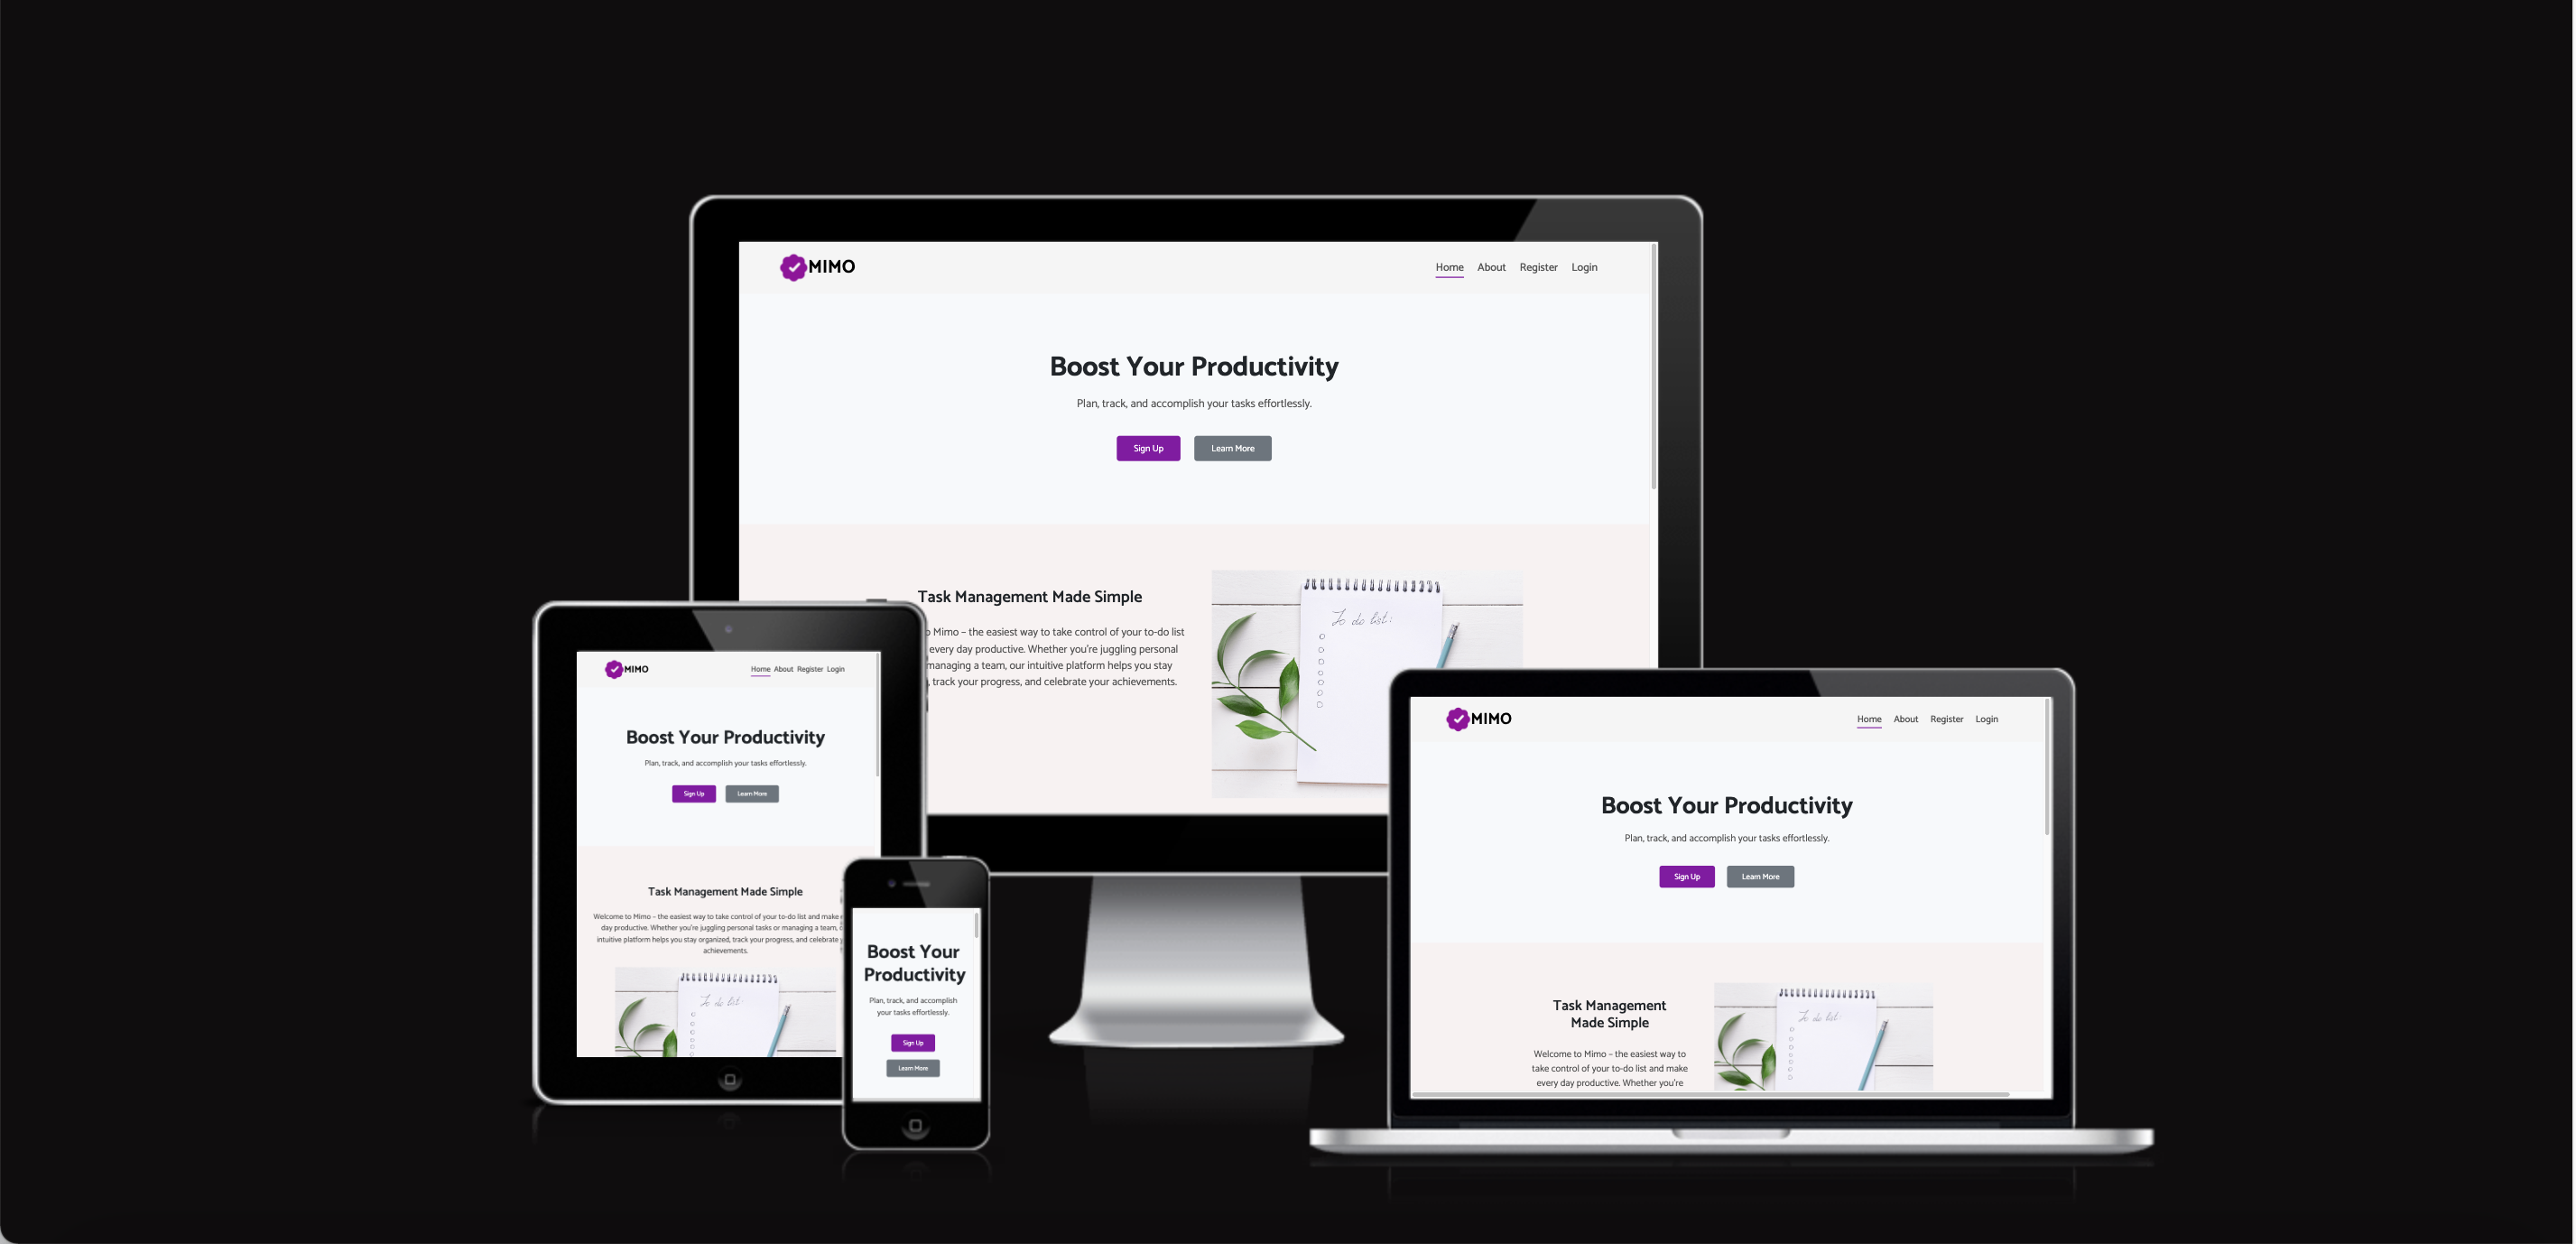 MIMO
Home About Register Login
Boost Your Productivity
Plan, track, and accomplish your tasks effortlessly.
Sign Up Learn More
Task Management Made Simple
Mimo – the easiest way to take control of your to-do list
every day productive. Whether you're juggling personal
managing a team, our intuitive platform helps you stay
, track your progress, and celebrate your achievements.
To do list:
MIMO
Home About Register Login
Boost Your Productivity
Plan, track, and accomplish your tasks effortlessly.
Sign Up Learn More
Task Management Made Simple
Welcome to Mimo – the easiest way to take control of your to-do list and make
day productive. Whether you're juggling personal tasks or managing a team,
intuitive platform helps you stay organized, track your progress, and celebrate
achievements.
To do list:
Boost Your
Productivity
Plan, track, and accomplish
your tasks effortlessly.
Sign Up
Learn More
MIMO
Home About Register Login
Boost Your Productivity
Plan, track, and accomplish your tasks effortlessly.
Sign Up Learn More
Task Management
Made Simple
Welcome to Mimo – the easiest way to
take control of your to-do list and make
every day productive. Whether you're
To do list: